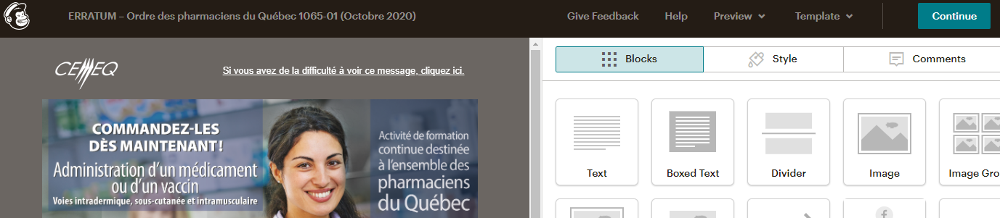 ERRATUM – Ordre des pharmaciens du Québec 1065-01 (Octobre 2020)
Give Feedback
Help
Preview
Template
Continue
CEMEQ
Si vous avez de la difficulté à voir ce message, cliquez ici.
COMMANDEZ-LES
DÈS MAINTENANT !
Administration d'un médicament
ou d'un vaccin
Voies intradermique, sous-cutanée et intramusculaire
Activité de formation
continue destinée
à l'ensemble des
pharmaciens
du Québec
Blocks
Style
Comments
Text
Boxed Text
Divider
Image
Image Gro